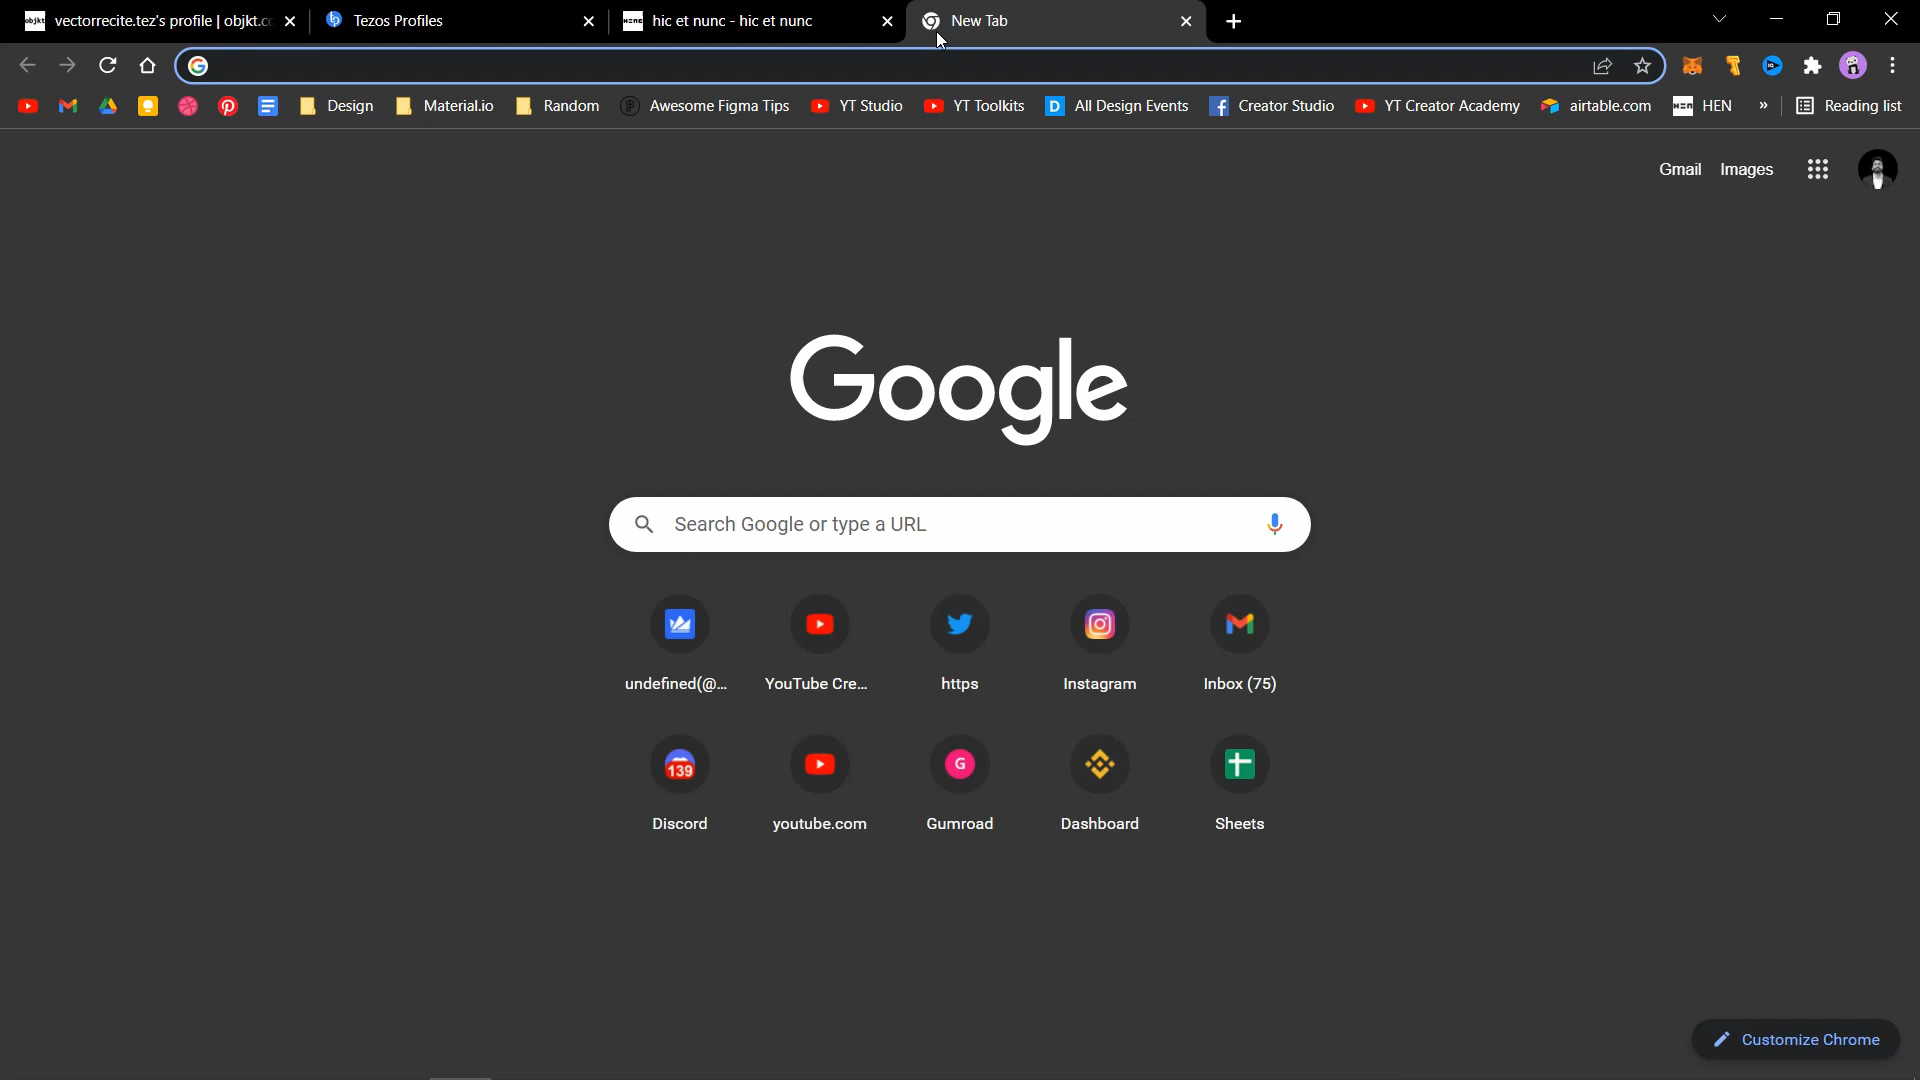 vectorrecite.tez's profile | objkt.c
Tezos Profiles
hic et nunc - hic et nunc
New Tab
Design
Material.io
Random
Awesome Figma Tips
YT Studio
YT Toolkits
All Design Events
Creator Studio
YT Creator Academy
airtable.com
HEN
»
Reading list
Gmail
Images
Google
Search Google or type a URL
undefined(@...
YouTube Cre...
https
Instagram
Inbox (75)
139
G
Discord
youtube.com
Gumroad
Dashboard
Sheets
Customize Chrome